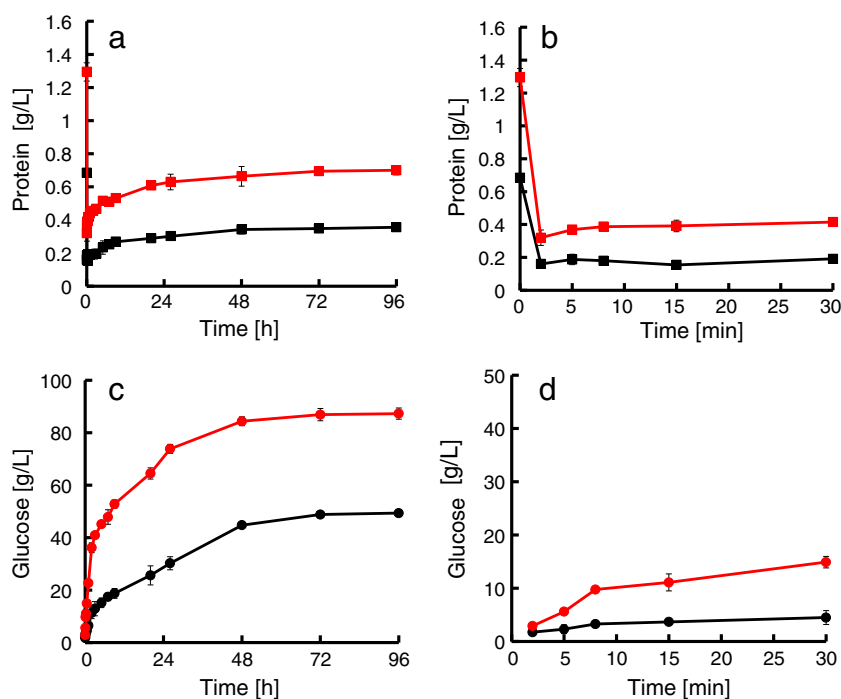 a
1.6
1.4
1.2
1
0.8
0.6
0.4
0.2
0
Protein [g/L]
0 24 48 72 96
Time [h]
b
1.6
1.4
1.2
1
0.8
0.6
0.4
0.2
0
Protein [g/L]
0 5 10 15 20 25 30
Time [min]
c
100
80
60
40
20
0
Glucose [g/L]
0 24 48 72 96
Time [h]
d
50
40
30
20
10
0
Glucose [g/L]
0 5 10 15 20 25 30
Time [min]